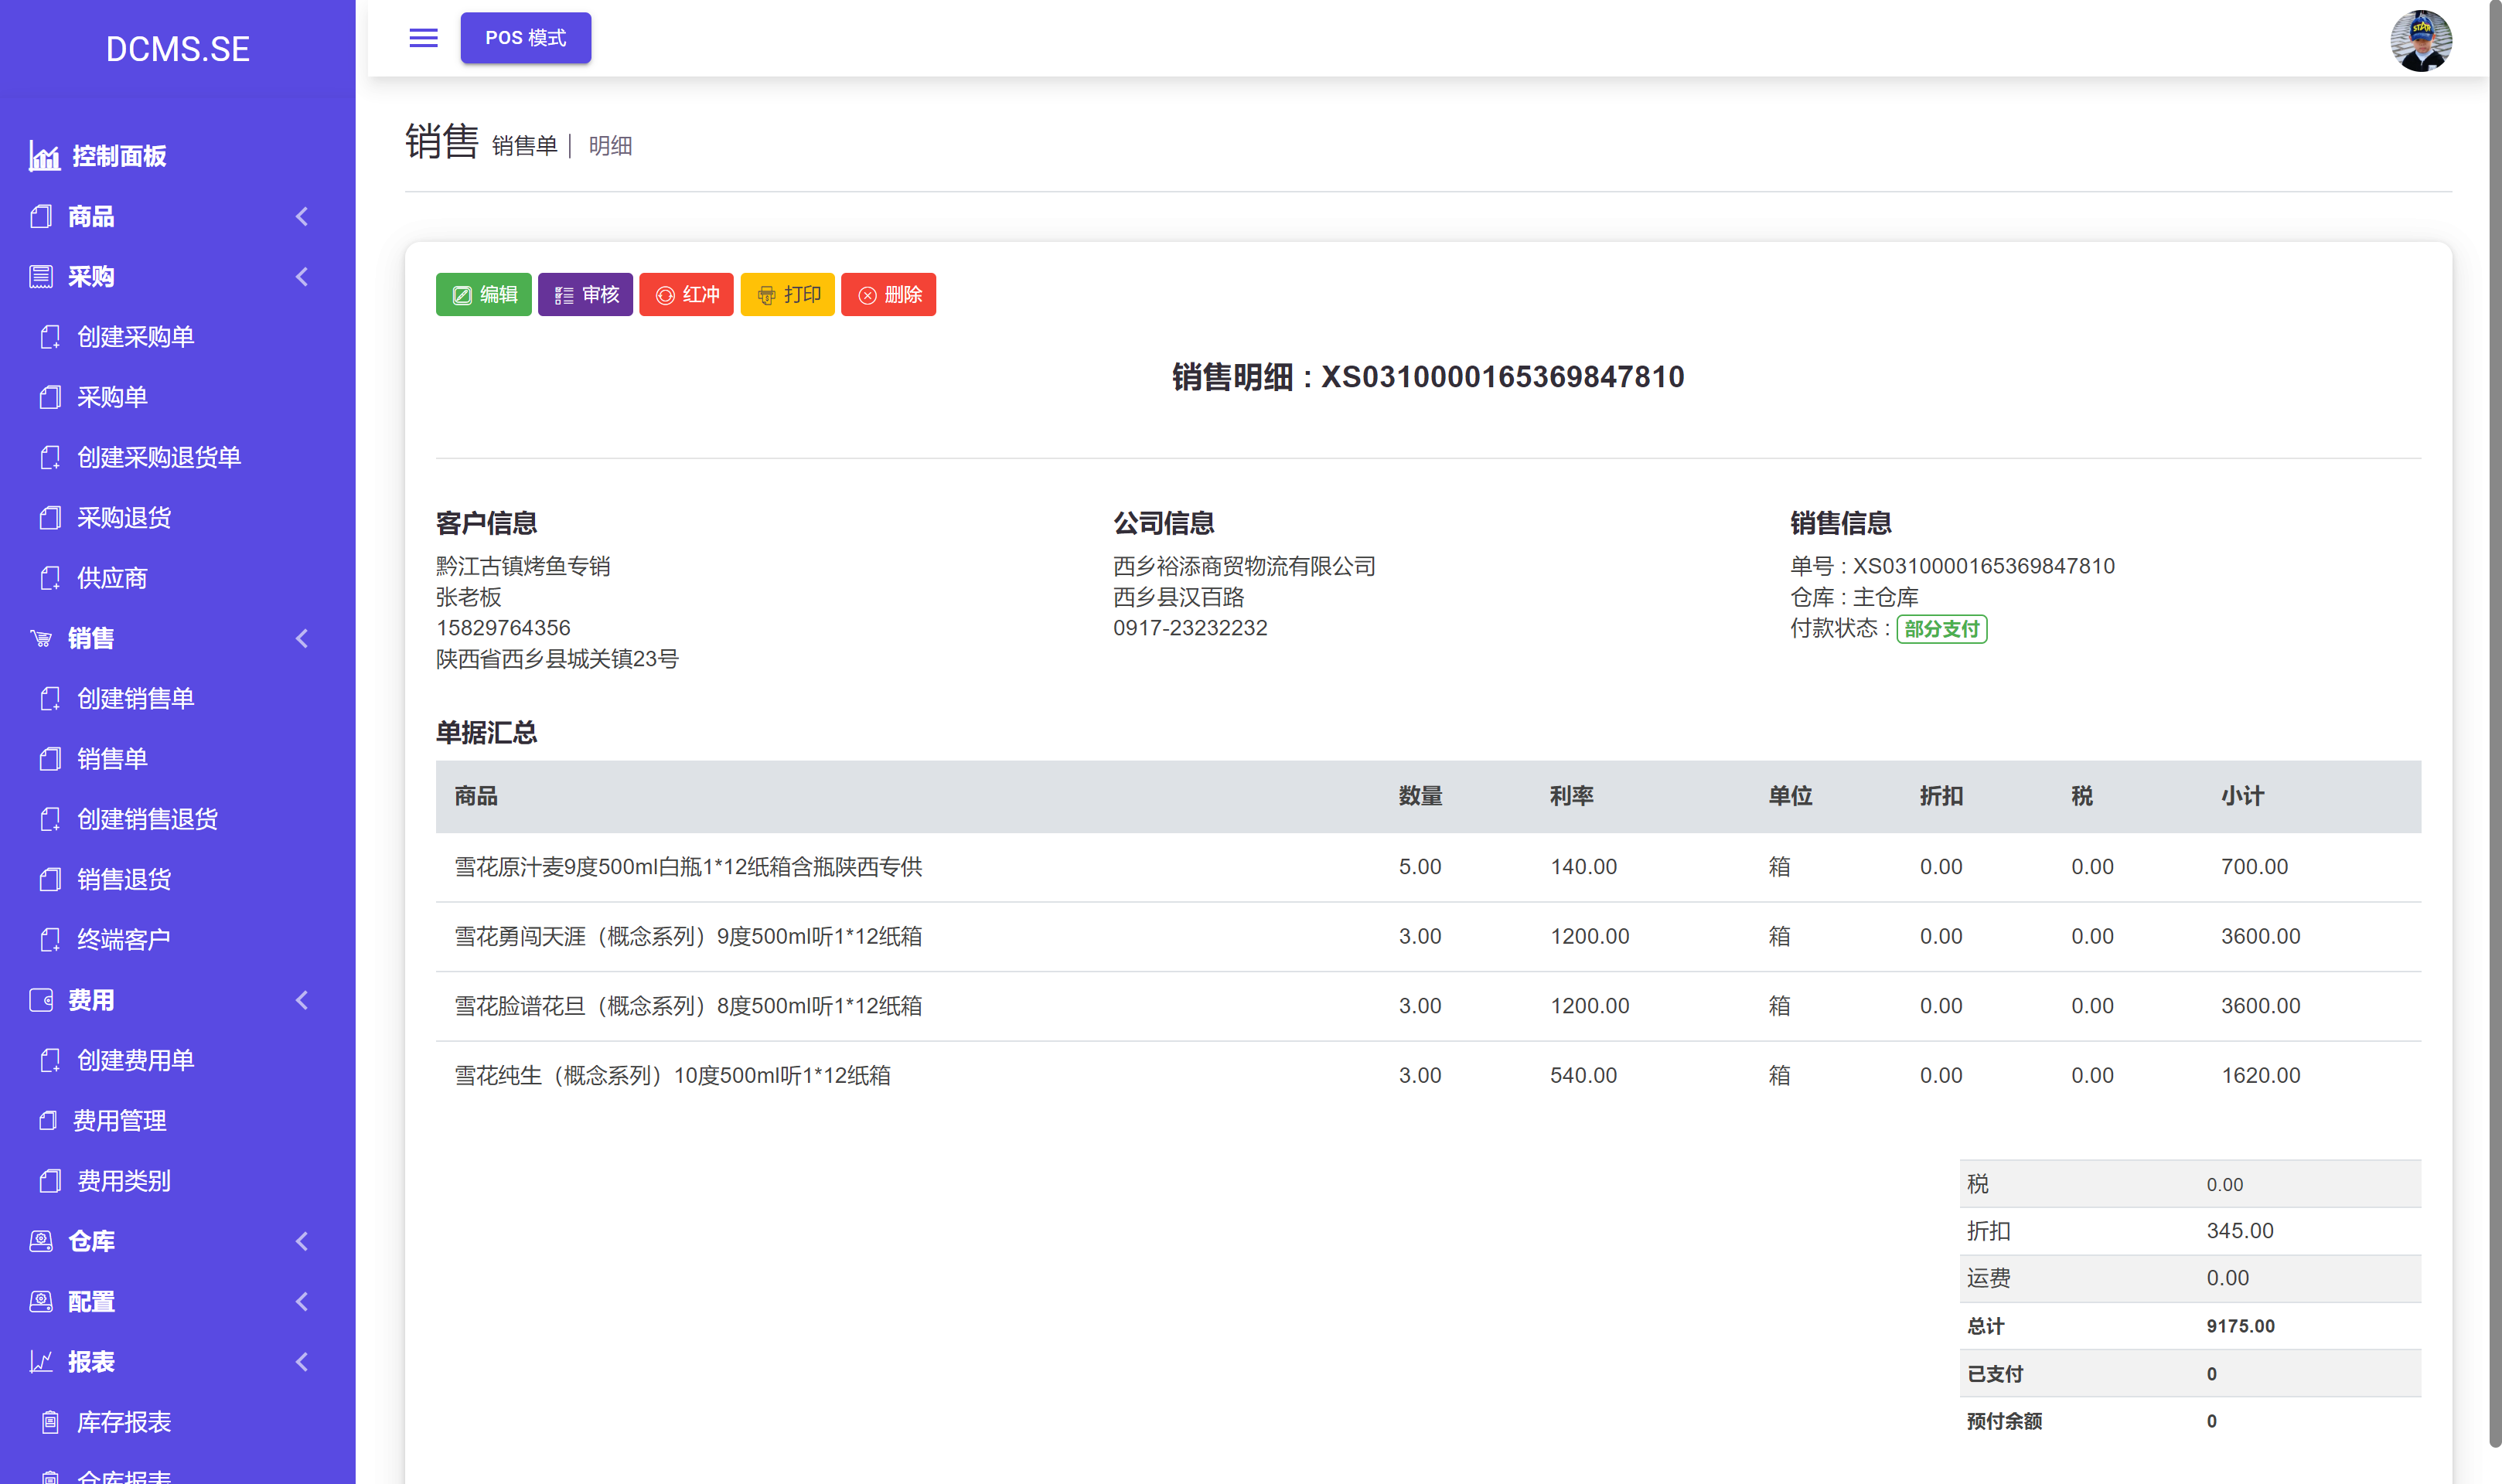 DCMS.SE
控制面板
商品
采购
创建采购单
采购单
创建采购退货单
采购退货
供应商
销售
创建销售单
销售单
创建销售退货
销售退货
终端客户
费用
创建费用单
费用管理
费用类别
仓库
配置
报表
库存报表
仓库报表
POS 模式
销售 销售单 | 明细
编辑 审核 红冲 打印 删除
销售明细 : XS0310000165369847810
客户信息
黔江古镇烤鱼专销
张老板
15829764356
陕西省西乡县城关镇23号
公司信息
西乡裕添商贸物流有限公司
西乡县汉百路
0917-23232232
销售信息
单号 : XS0310000165369847810
仓库 : 主仓库
付款状态 : 部分支付
单据汇总
商品 数量 利率 单位 折扣 税 小计
雪花原汁麦9度500ml白瓶1*12纸箱含瓶陕西专供 5.00 140.00 箱 0.00 0.00 700.00
雪花勇闯天涯（概念系列）9度500ml听1*12纸箱 3.00 1200.00 箱 0.00 0.00 3600.00
雪花脸谱花旦（概念系列）8度500ml听1*12纸箱 3.00 1200.00 箱 0.00 0.00 3600.00
雪花纯生（概念系列）10度500ml听1*12纸箱 3.00 540.00 箱 0.00 0.00 1620.00
税 0.00
折扣 345.00
运费 0.00
总计 9175.00
已支付 0
预付余额 0